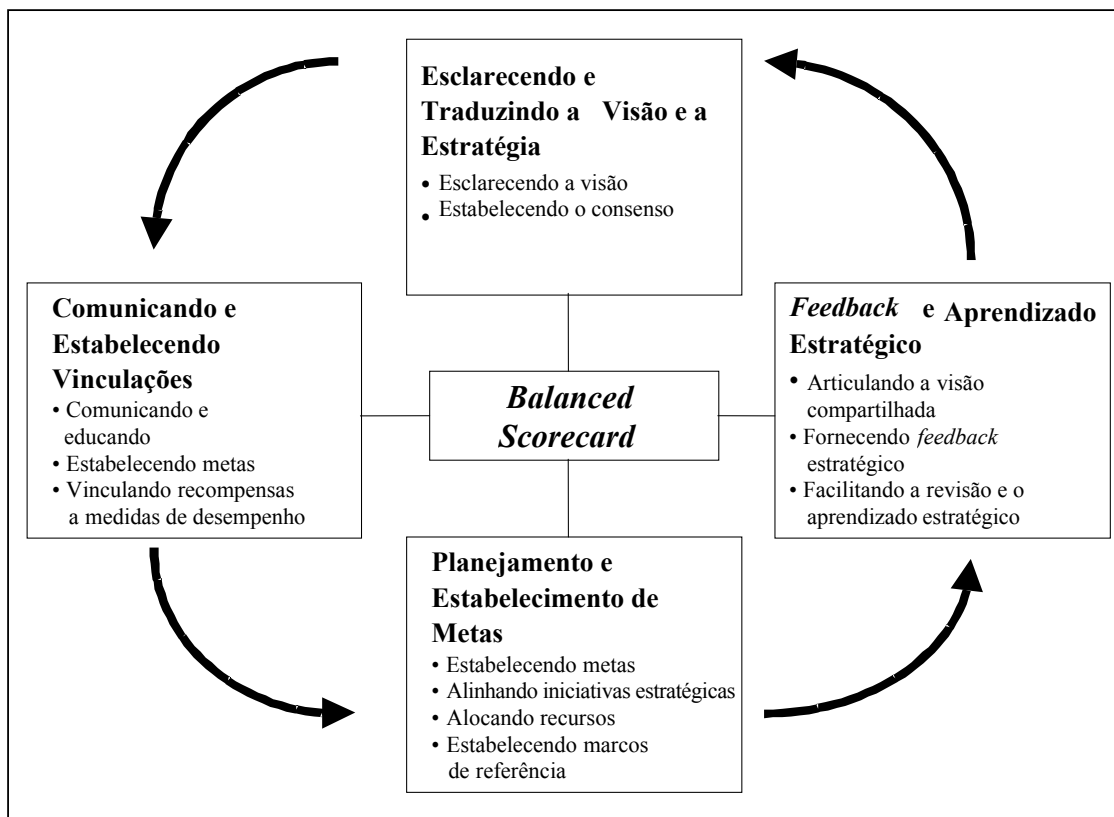 Esclarecendo e
Traduzindo a Visão e a
Estratégia
• Esclarecendo a visão
• Estabelecendo o consenso
Comunicando e
Estabelecendo
Vinculações
• Comunicando e
educando
• Estabelecendo metas
• Vinculando recompensas
a medidas de desempenho
Balanced
Scorecard
Feedback e Aprendizado
Estratégico
• Articulando a visão
compartilhada
• Fornecendo feedback
estratégico
• Facilitando a revisão e o
aprendizado estratégico
Planejamento e
Estabelecimento de
Metas
• Estabelecendo metas
• Alinhando iniciativas estratégicas
• Alocando recursos
• Estabelecendo marcos
de referência